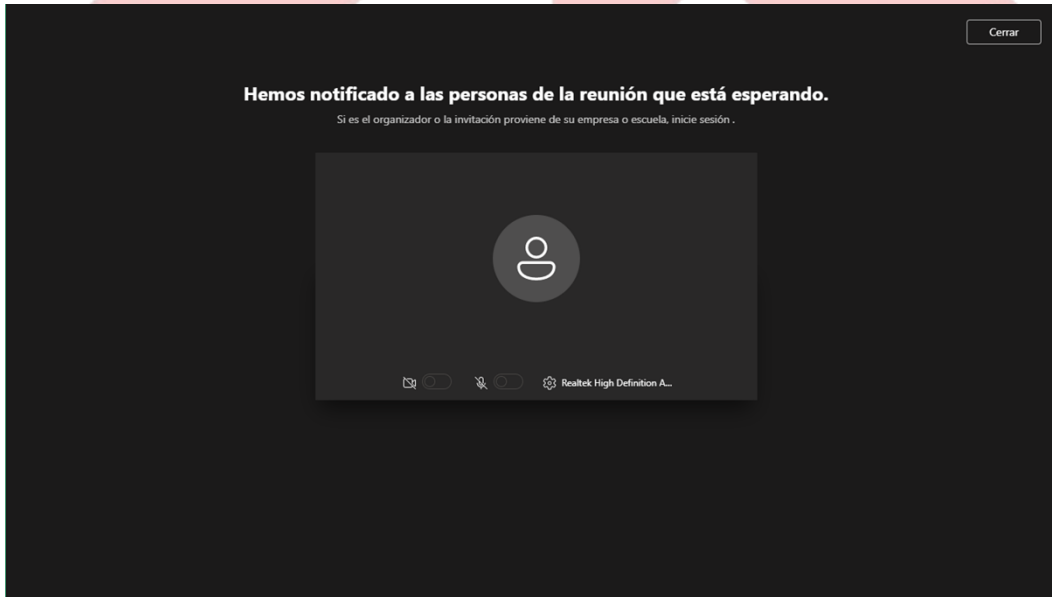 Cerrar
Hemos notificado a las personas de la reunión que está esperando.
Si es el organizador o la invitación proviene de su empresa o escuela, inicie sesión .
Realtek High Definition A...